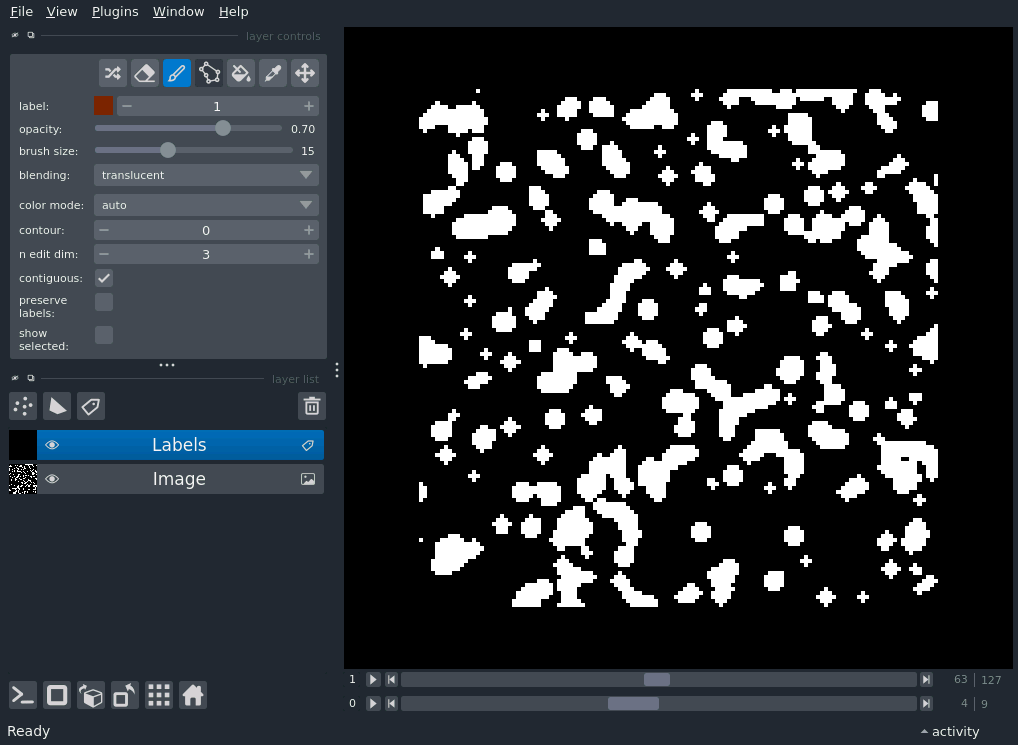 File View Plugins Window Help
layer controls
label: 1
opacity: 0.70
brush size: 15
blending: translucent
color mode: auto
contour: 0
n edit dim: 3
contiguous:
preserve
labels:
show
selected:
layer list
Labels
Image
1 63 127
0 4 9
Ready activity